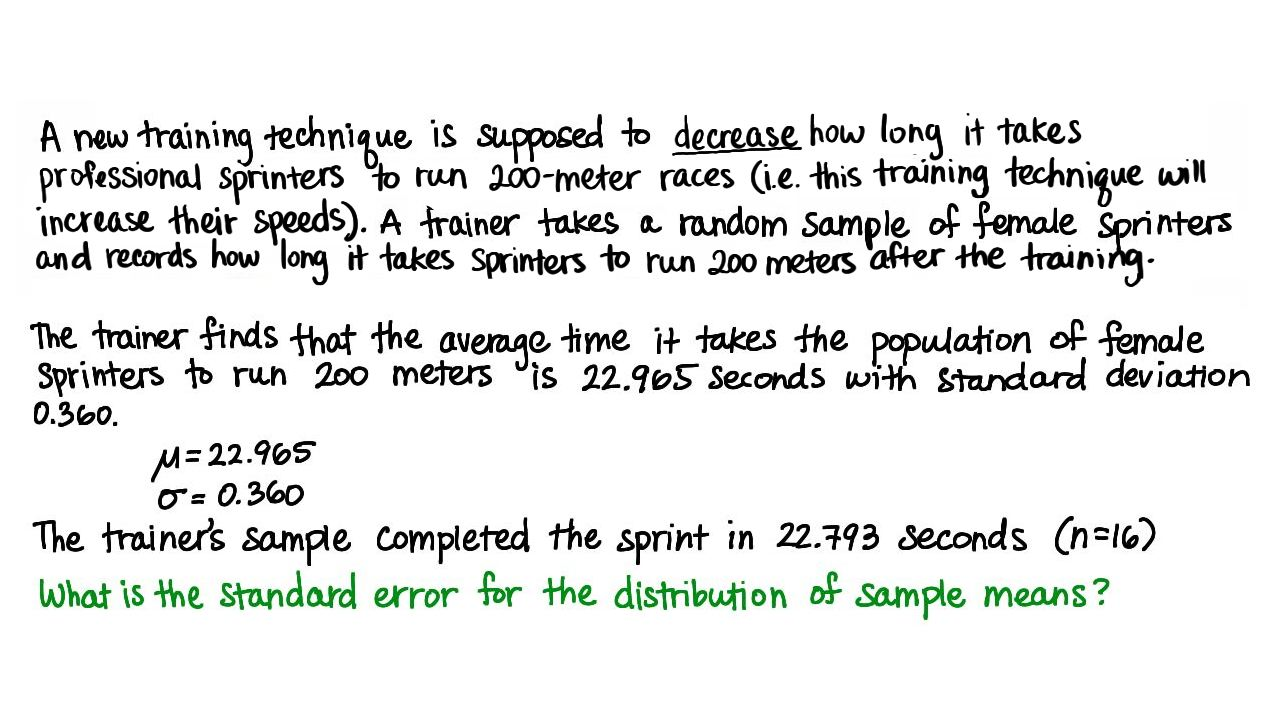 A new training technique is supposed to decrease how long it takes
professional sprinters to run 200-meter races (i.e. this training technique will
increase their speeds). A trainer takes a random sample of female sprinters
and records how long it takes sprinters to run 200 meters after the training.
The trainer finds that the average time it takes the population of female
sprinters to run 200 meters is 22.965 seconds with standard deviation
0.360.
μ = 22.965
σ = 0.360
The trainer's sample completed the sprint in 22.793 seconds (n=16)
What is the standard error for the distribution of sample means?